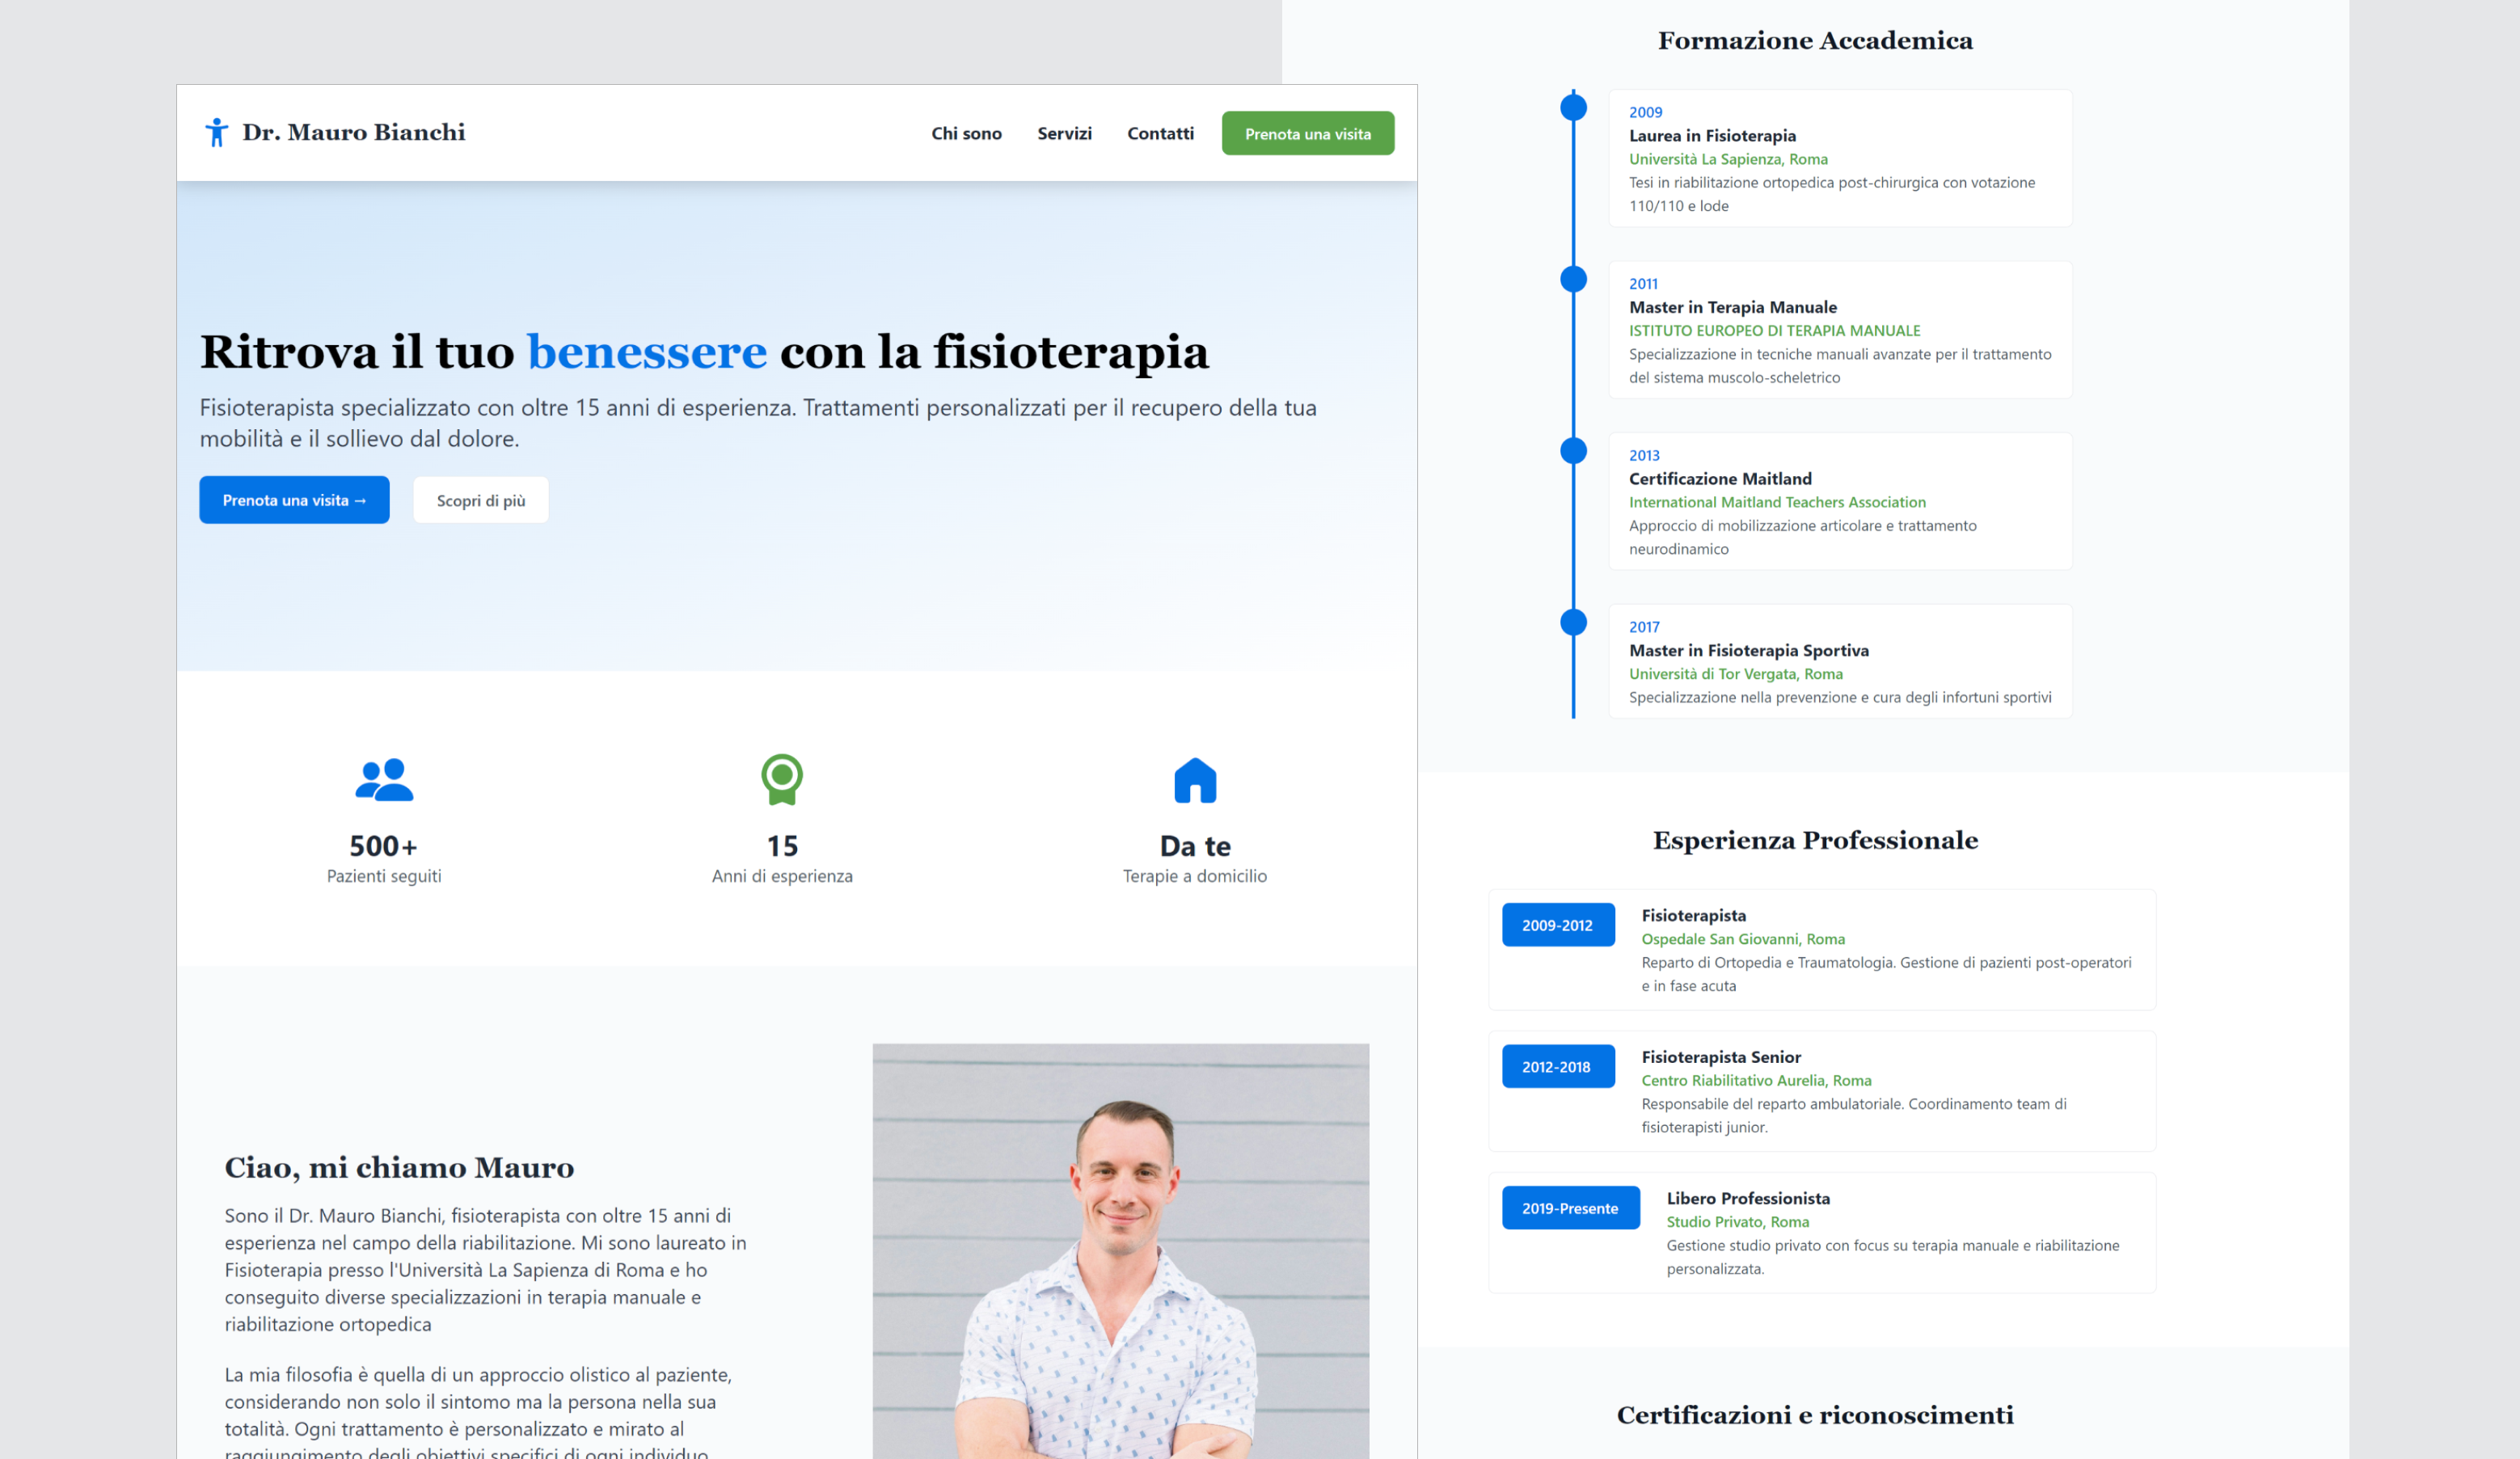 Dr. Mauro Bianchi
Chi sono
Servizi
Contatti
Prenota una visita
Ritrova il tuo benessere con la fisioterapia
Fisioterapista specializzato con oltre 15 anni di esperienza. Trattamenti personalizzati per il recupero della tua
mobilità e il sollievo dal dolore.
Prenota una visita →
Scopri di più
500+
Pazienti seguiti
15
Anni di esperienza
Da te
Terapie a domicilio
Ciao, mi chiamo Mauro
Sono il Dr. Mauro Bianchi, fisioterapista con oltre 15 anni di
esperienza nel campo della riabilitazione. Mi sono laureato in
Fisioterapia presso l'Università La Sapienza di Roma e ho
conseguito diverse specializzazioni in terapia manuale e
riabilitazione ortopedica
La mia filosofia è quella di un approccio olistico al paziente,
considerando non solo il sintomo ma la persona nella sua
totalità. Ogni trattamento è personalizzato e mirato al
raggiungimento degli obiettivi specifici di ogni individuo
Formazione Accademica
2009
Laurea in Fisioterapia
Università La Sapienza, Roma
Tesi in riabilitazione ortopedica post-chirurgica con votazione
110/110 e lode
2011
Master in Terapia Manuale
ISTITUTO EUROPEO DI TERAPIA MANUALE
Specializzazione in tecniche manuali avanzate per il trattamento
del sistema muscolo-scheletrico
2013
Certificazione Maitland
International Maitland Teachers Association
Approccio di mobilizzazione articolare e trattamento
neurodinamico
2017
Master in Fisioterapia Sportiva
Università di Tor Vergata, Roma
Specializzazione nella prevenzione e cura degli infortuni sportivi
Esperienza Professionale
2009-2012
Fisioterapista
Ospedale San Giovanni, Roma
Reparto di Ortopedia e Traumatologia. Gestione di pazienti post-operatori
e in fase acuta
2012-2018
Fisioterapista Senior
Centro Riabilitativo Aurelia, Roma
Responsabile del reparto ambulatoriale. Coordinamento team di
fisioterapisti junior.
2019-Presente
Libero Professionista
Studio Privato, Roma
Gestione studio privato con focus su terapia manuale e riabilitazione
personalizzata.
Certificazioni e riconoscimenti